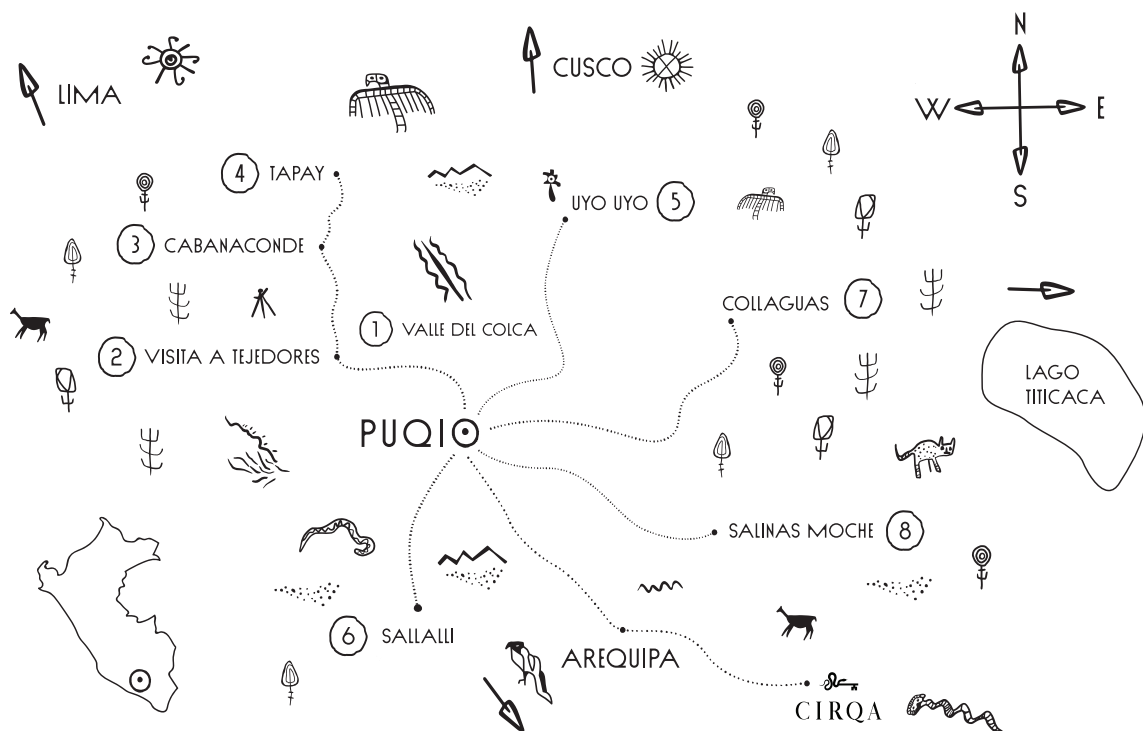 LIMA
CUSCO
N
W E
S
4 TAPAY
UYO UYO 5
3 CABANACONDE
COLLAGUAS 7
1 VALLE DEL COLCA
2 VISITA A TEJEDORES
LAGO
TITICACA
PUQIO
SALINAS MOCHE 8
6 SALLALLI
AREQUIPA
CIRQA